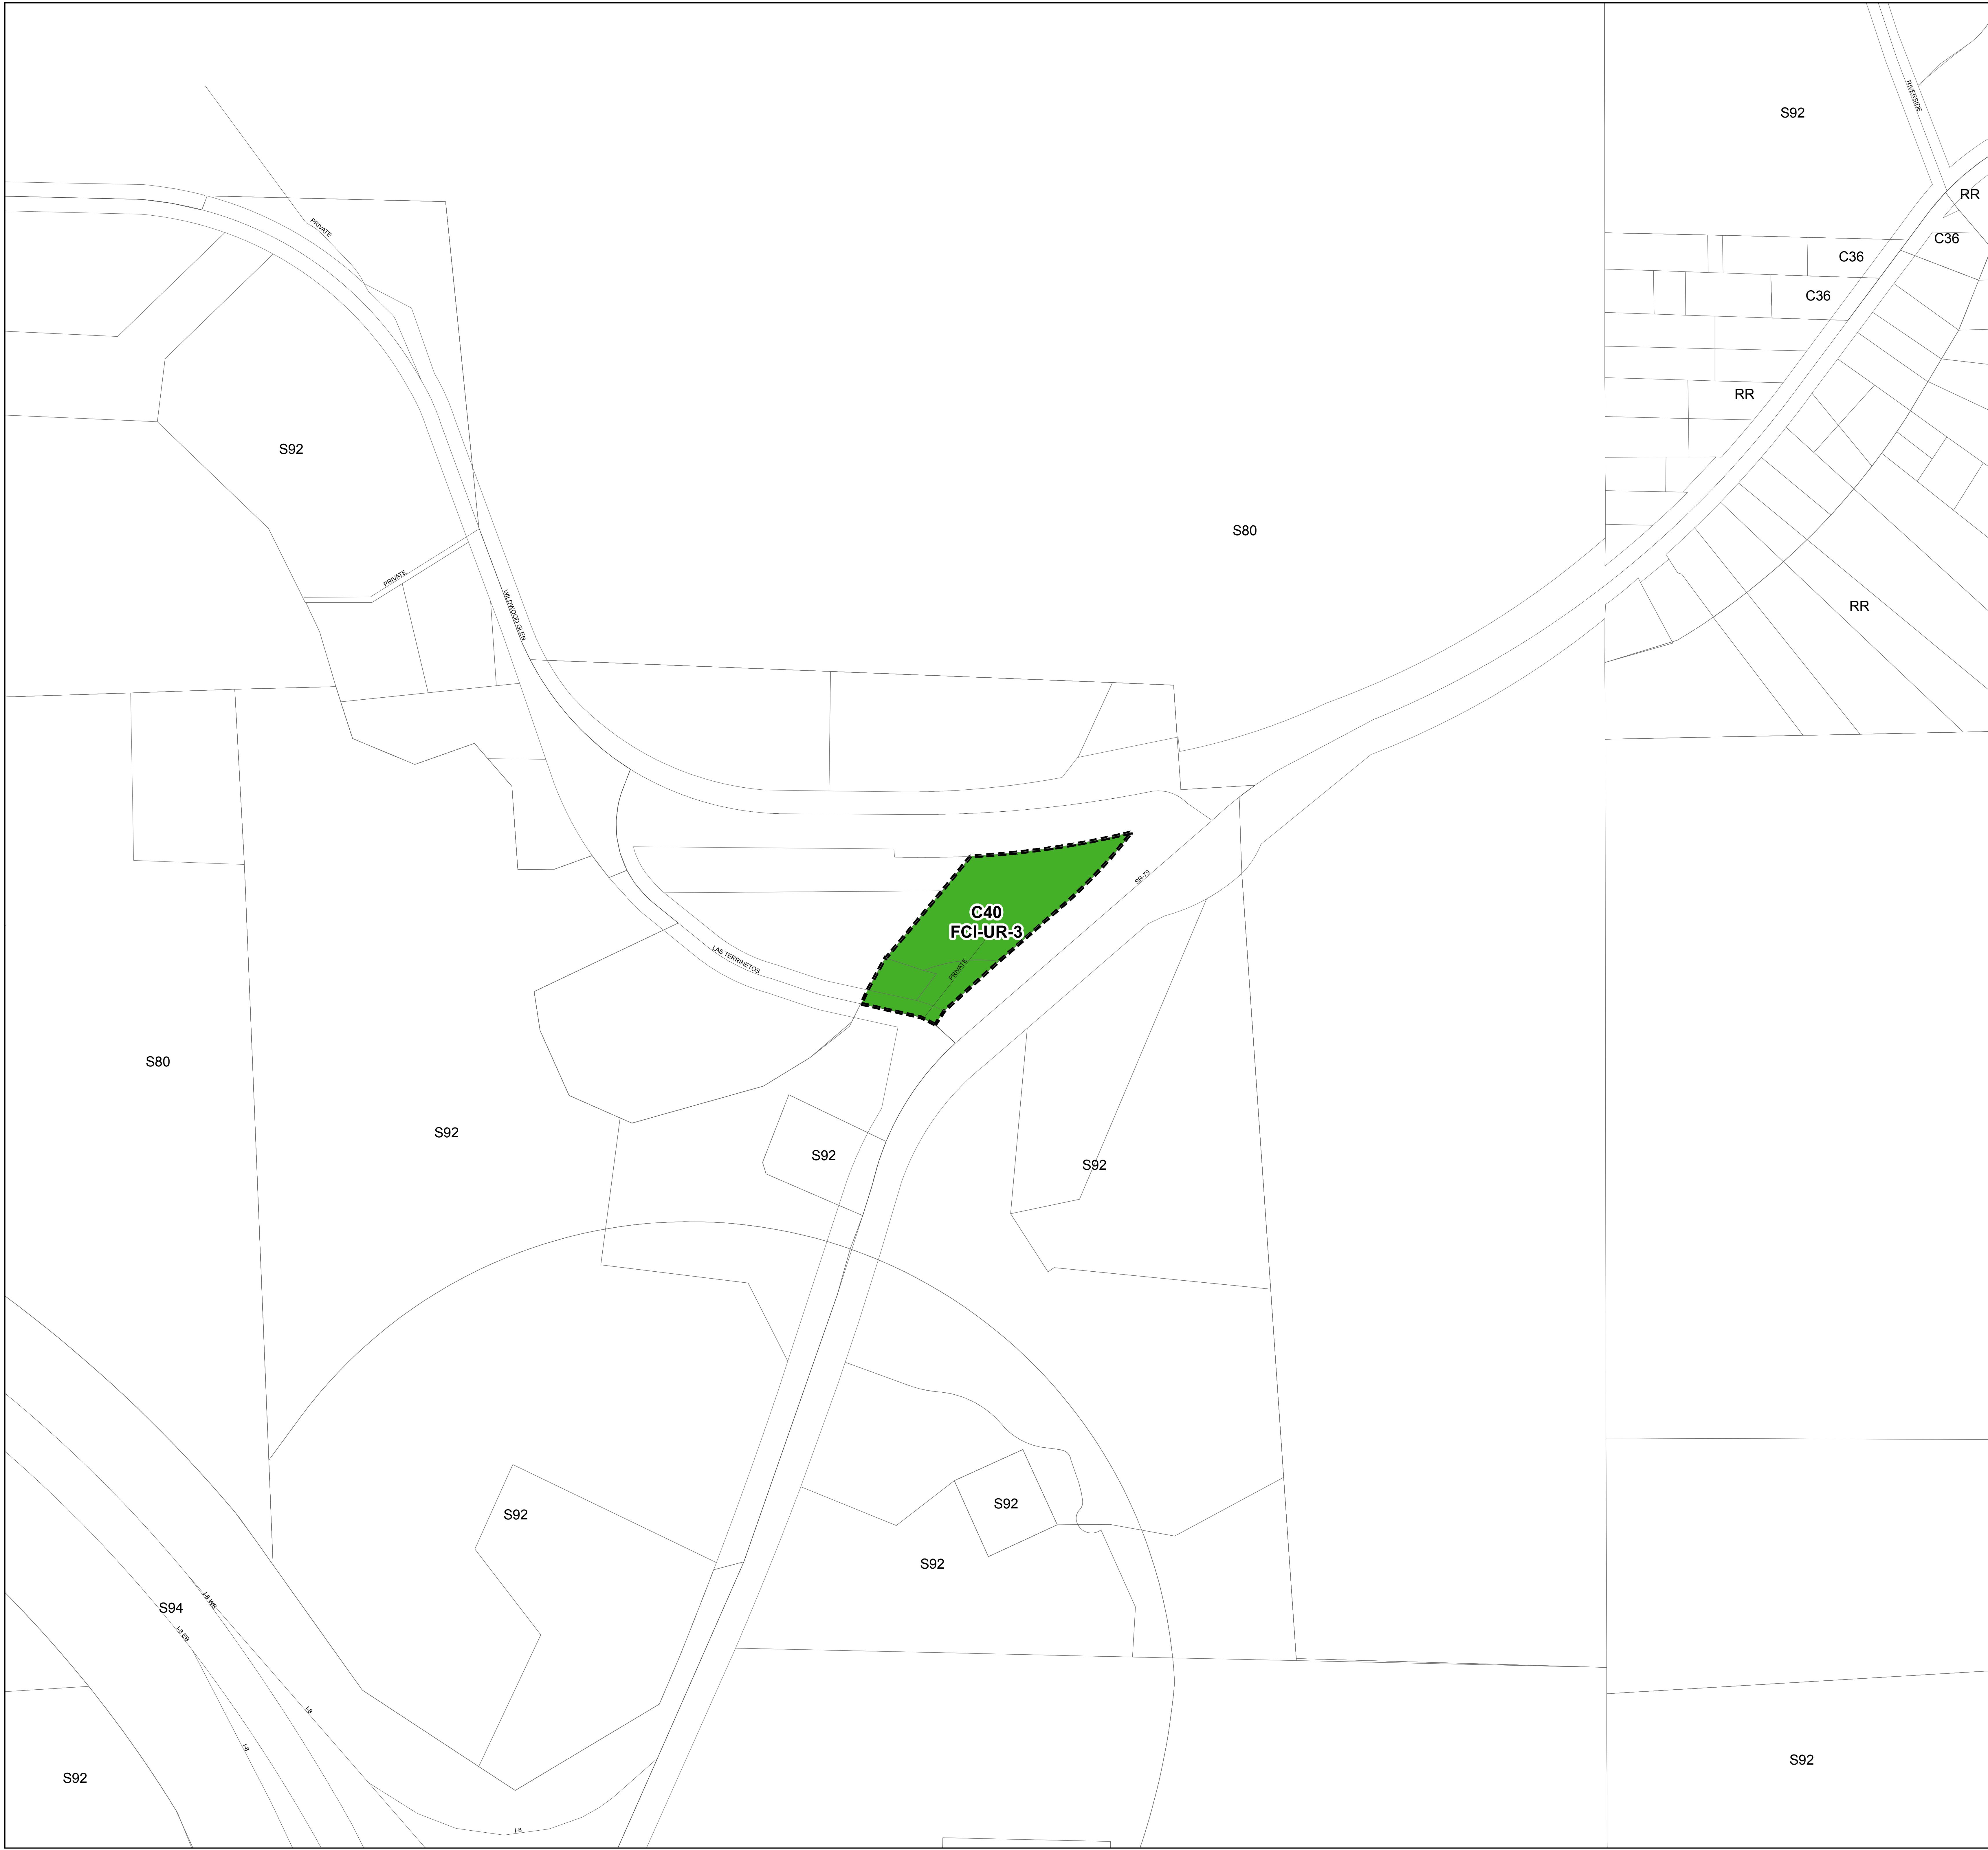 RIVERSIDE
S92
RR
PRIVATE
C36
C36
C36
RR
S92
S80
PRIVATE
WILDWOOD GLEN
RR
SR-79
C40
FCI-UR-3
LAS TERRINETOS
PRIVATE
S80
S92
S92
S92
S92
S92
S92
S94
I-8 WB
I-8 EB
I-8
I-8
S92
S92
I-8